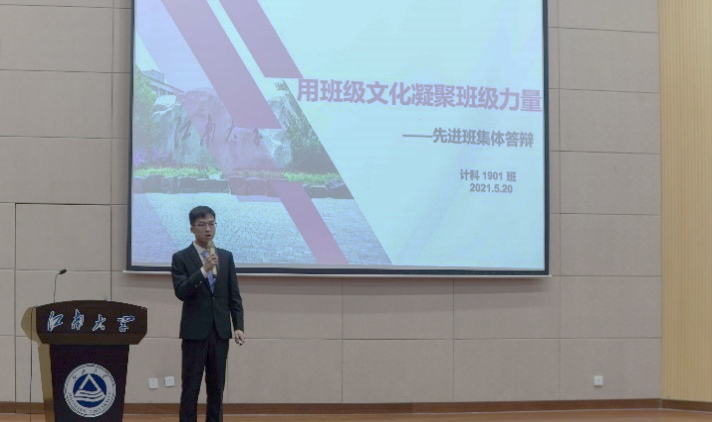 用班级文化凝聚班级力量
——先进班集体答辩
计科 1901 班
2021.5.20
江南大学